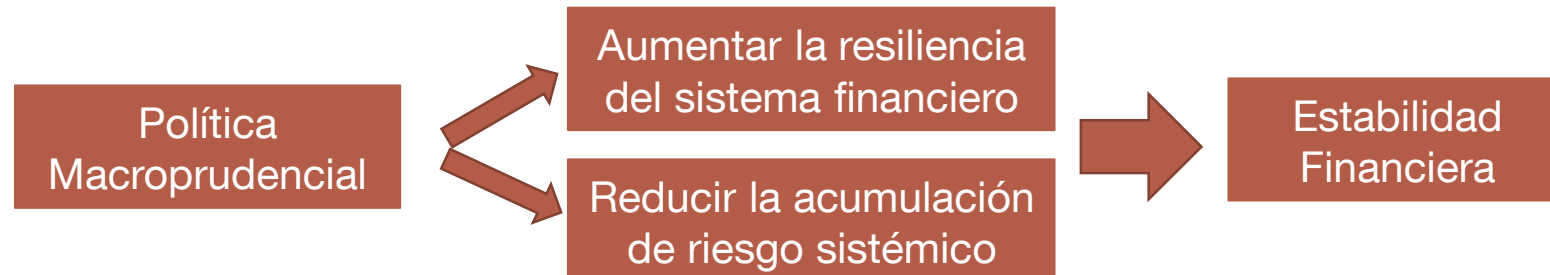 Política
Macroprudencial
Aumentar la resiliencia
del sistema financiero
Reducir la acumulación
de riesgo sistémico
Estabilidad
Financiera